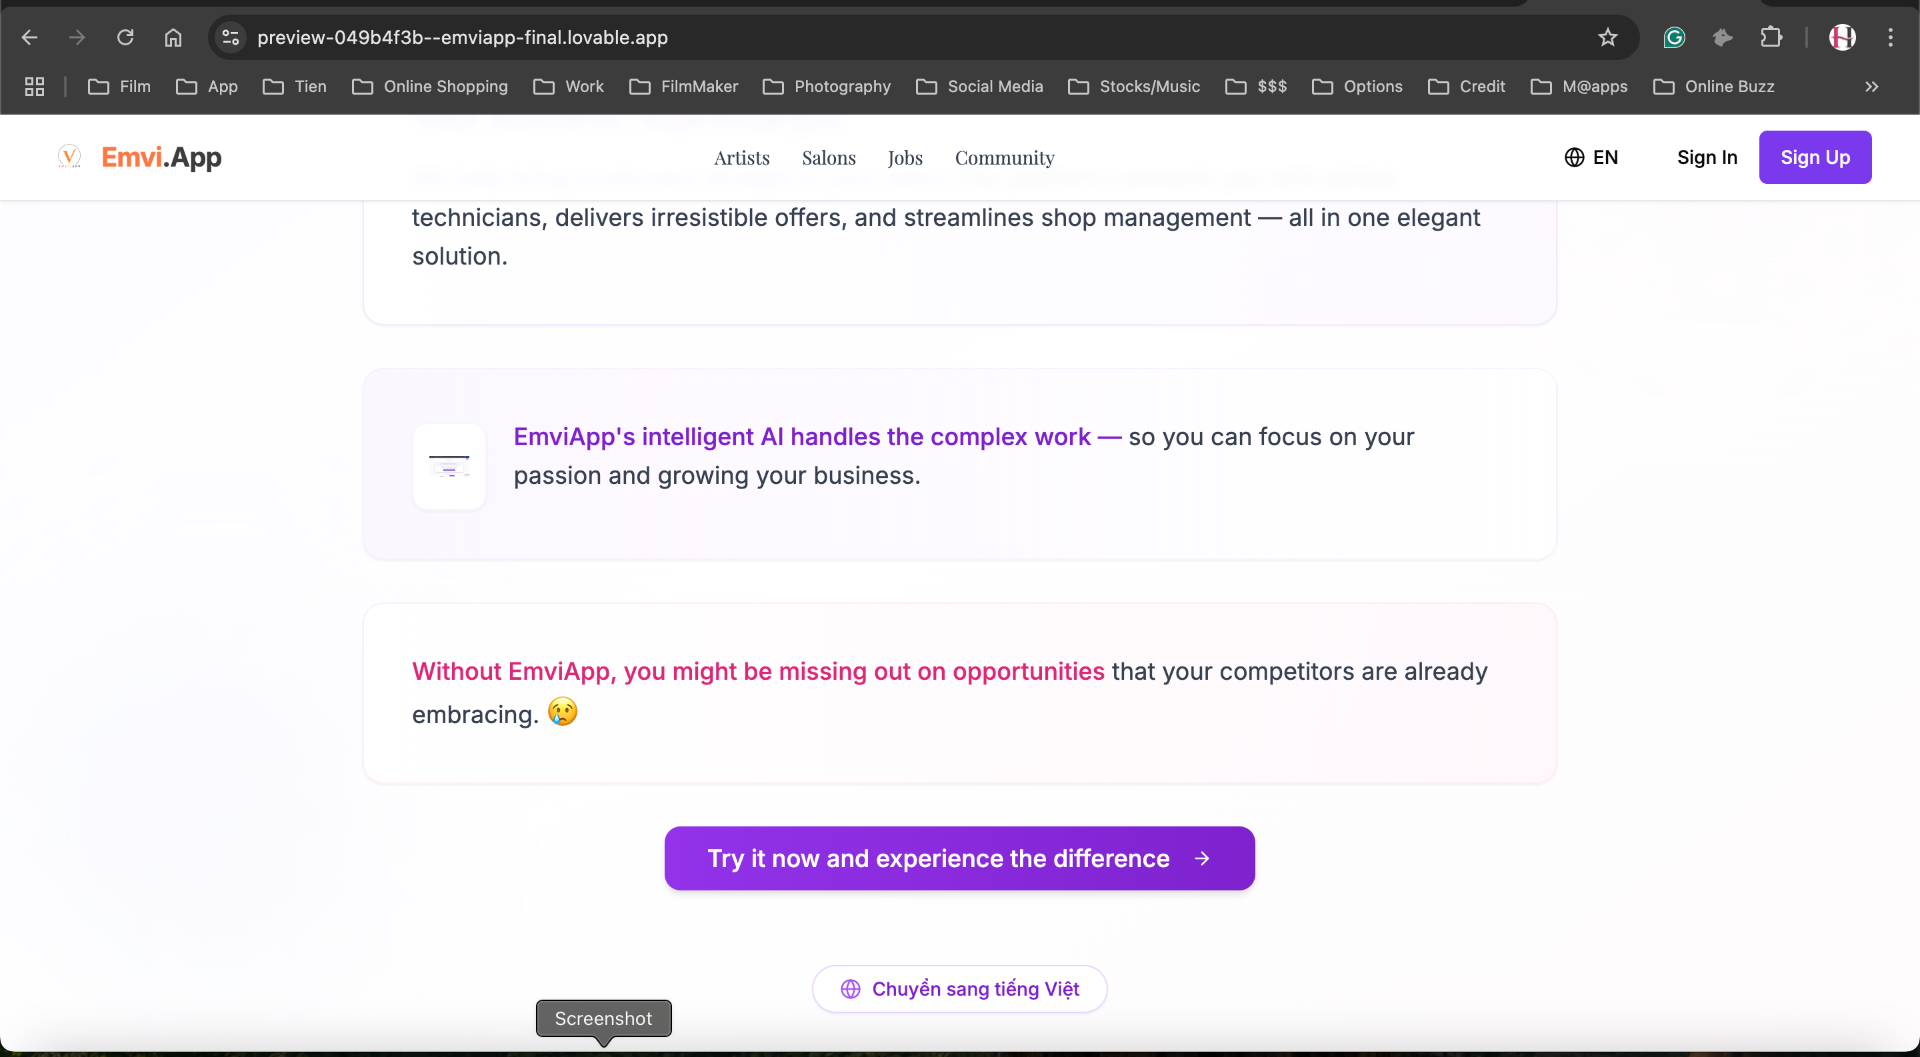 preview-049b4f3b--emviapp-final.lovable.app
Film App Tien Online Shopping Work FilmMaker Photography Social Media Stocks/Music $$$ Options Credit M@apps Online Buzz
Emvi.App Artists Salons Jobs Community EN Sign In Sign Up
technicians, delivers irresistible offers, and streamlines shop management — all in one elegant
solution.
EmviApp's intelligent AI handles the complex work — so you can focus on your
passion and growing your business.
Without EmviApp, you might be missing out on opportunities that your competitors are already
embracing. 😢
Try it now and experience the difference →
Chuyển sang tiếng Việt
Screenshot